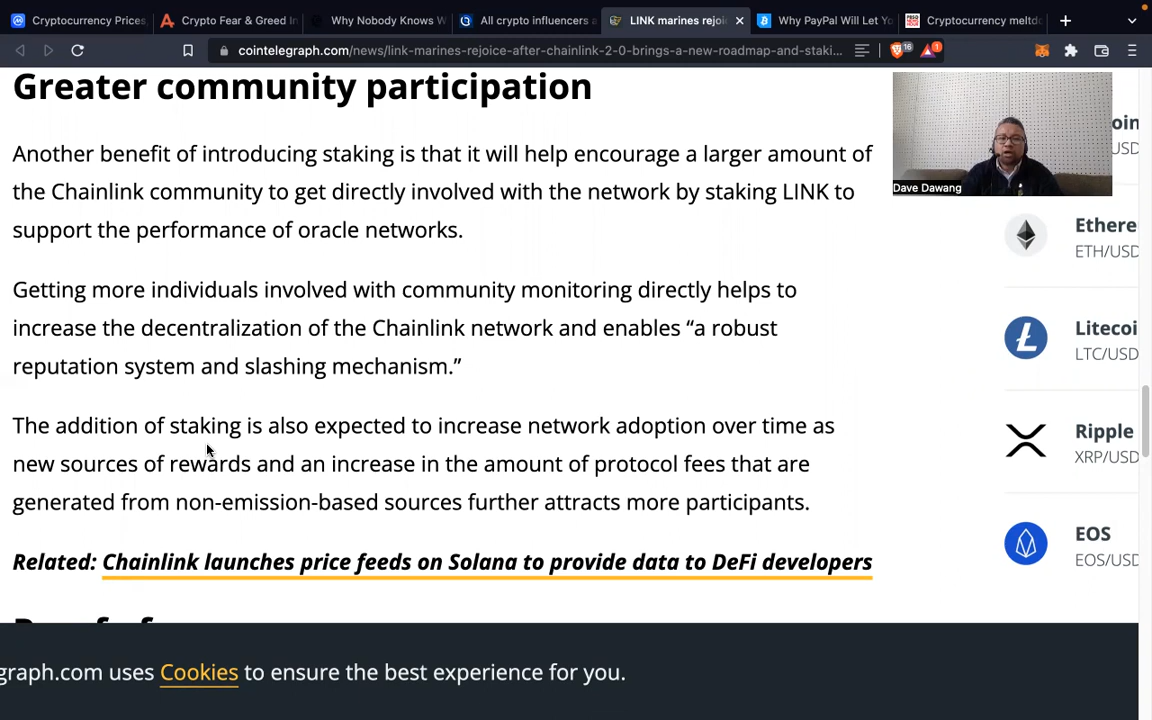 Cryptocurrency Prices,
Crypto Fear & Greed In
Why Nobody Knows W
All crypto influencers a
LINK marines rejoi
Why PayPal Will Let Yo
Cryptocurrency meltdo
cointelegraph.com/news/link-marines-rejoice-after-chainlink-2-0-brings-a-new-roadmap-and-staki...
16
1
Greater community participation
Another benefit of introducing staking is that it will help encourage a larger amount of
the Chainlink community to get directly involved with the network by staking LINK to
support the performance of oracle networks.
Getting more individuals involved with community monitoring directly helps to
increase the decentralization of the Chainlink network and enables “a robust
reputation system and slashing mechanism.”
The addition of staking is also expected to increase network adoption over time as
new sources of rewards and an increase in the amount of protocol fees that are
generated from non-emission-based sources further attracts more participants.
Related: Chainlink launches price feeds on Solana to provide data to DeFi developers
graph.com uses Cookies to ensure the best experience for you.
Dave Dawang
oin
USD
Ethere
ETH/USD
Litecoi
LTC/USD
Ripple
XRP/USD
EOS
EOS/USD